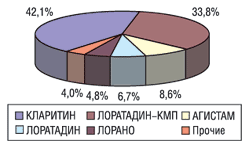 42,1% 33,8%
4,0% 4,8% 6,7% 8,6%
КЛАРИТИН ЛОРАТАДИН–КМП АГИСТАМ
ЛОРАТАДИН ЛОРАНО Прочие